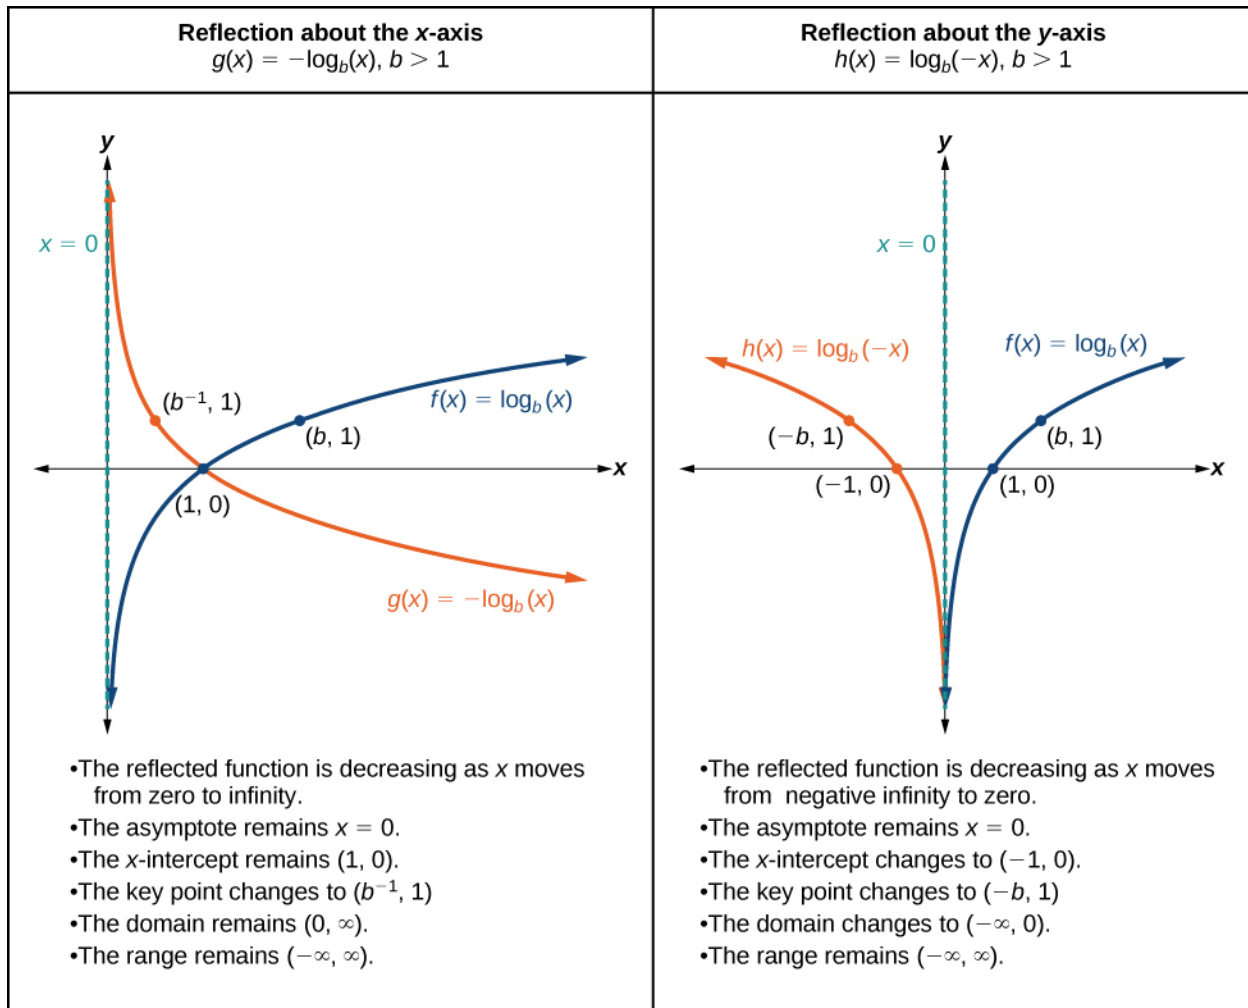 Reflection about the x-axis
g(x) = −log_b(x), b > 1
y
x = 0
(b⁻¹, 1)
f(x) = log_b(x)
(b, 1)
x
(1, 0)
g(x) = −log_b(x)
•The reflected function is decreasing as x moves
from zero to infinity.
•The asymptote remains x = 0.
•The x-intercept remains (1, 0).
•The key point changes to (b⁻¹, 1)
•The domain remains (0, ∞).
•The range remains (−∞, ∞).
Reflection about the y-axis
h(x) = log_b(−x), b > 1
y
x = 0
h(x) = log_b(−x)
f(x) = log_b(x)
(−b, 1)
(b, 1)
x
(−1, 0)
(1, 0)
•The reflected function is decreasing as x moves
from negative infinity to zero.
•The asymptote remains x = 0.
•The x-intercept changes to (−1, 0).
•The key point changes to (−b, 1)
•The domain changes to (−∞, 0).
•The range remains (−∞, ∞).